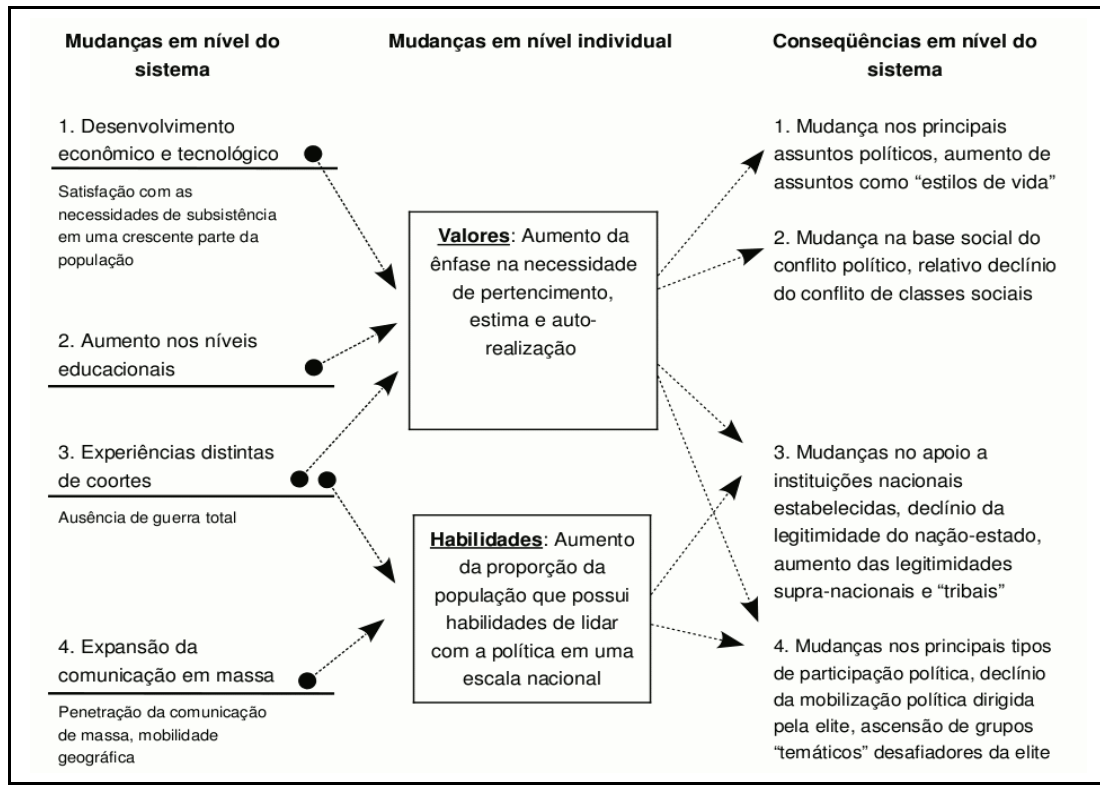 Mudanças em nível do
sistema
Mudanças em nível individual
Conseqüências em nível do
sistema
1. Desenvolvimento
econômico e tecnológico
Satisfação com as
necessidades de subsistência
em uma crescente parte da
população
2. Aumento nos níveis
educacionais
3. Experiências distintas
de coortes
Ausência de guerra total
4. Expansão da
comunicação em massa
Penetração da comunicação
de massa, mobilidade
geográfica
Valores: Aumento da
ênfase na necessidade
de pertencimento,
estima e auto-
realização
Habilidades: Aumento
da proporção da
população que possui
habilidades de lidar
com a política em uma
escala nacional
1. Mudança nos principais
assuntos políticos, aumento de
assuntos como “estilos de vida”
2. Mudança na base social do
conflito político, relativo declínio
do conflito de classes sociais
3. Mudanças no apoio a
instituições nacionais
estabelecidas, declínio da
legitimidade do nação-estado,
aumento das legitimidades
supra-nacionais e “tribais”
4. Mudanças nos principais tipos
de participação política, declínio
da mobilização política dirigida
pela elite, ascensão de grupos
“temáticos” desafiadores da elite